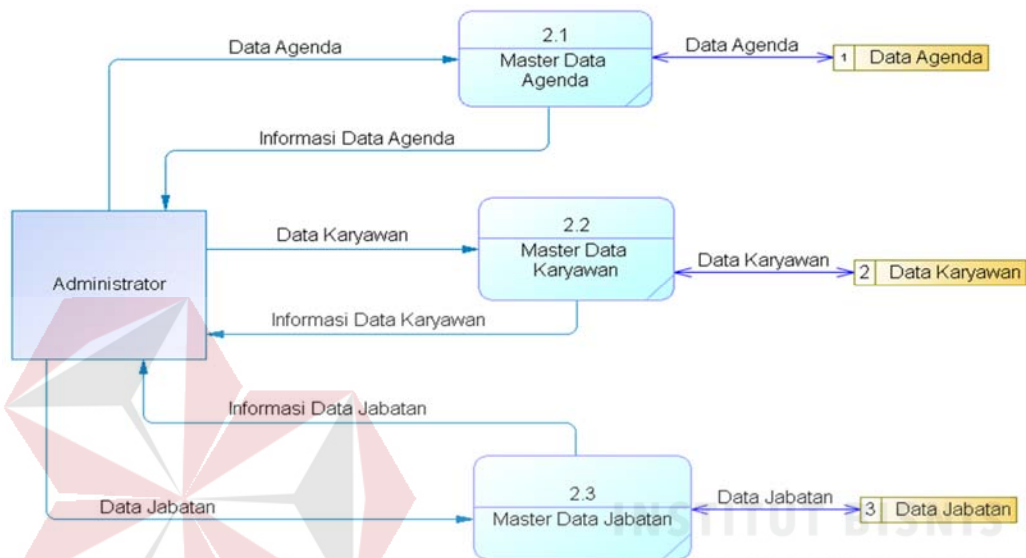 Data Agenda
2.1
Master Data
Agenda
Data Agenda
1 Data Agenda
Informasi Data Agenda
Administrator
Data Karyawan
2.2
Master Data
Karyawan
Data Karyawan
2 Data Karyawan
Informasi Data Karyawan
Informasi Data Jabatan
Data Jabatan
2.3
Master Data Jabatan
Data Jabatan
3 Data Jabatan
INSTITUT BISNIS